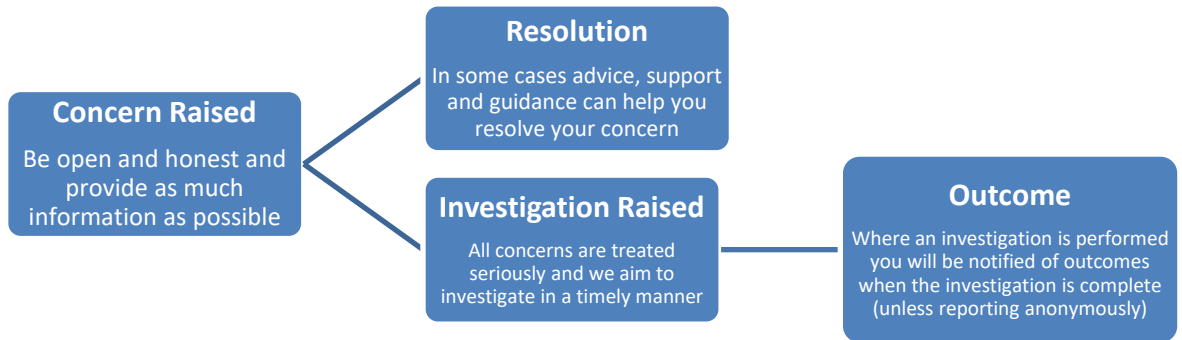 Concern Raised
Be open and honest and
provide as much
information as possible
Resolution
In some cases advice, support
and guidance can help you
resolve your concern
Investigation Raised
All concerns are treated
seriously and we aim to
investigate in a timely manner
Outcome
Where an investigation is performed
you will be notified of outcomes
when the investigation is complete
(unless reporting anonymously)